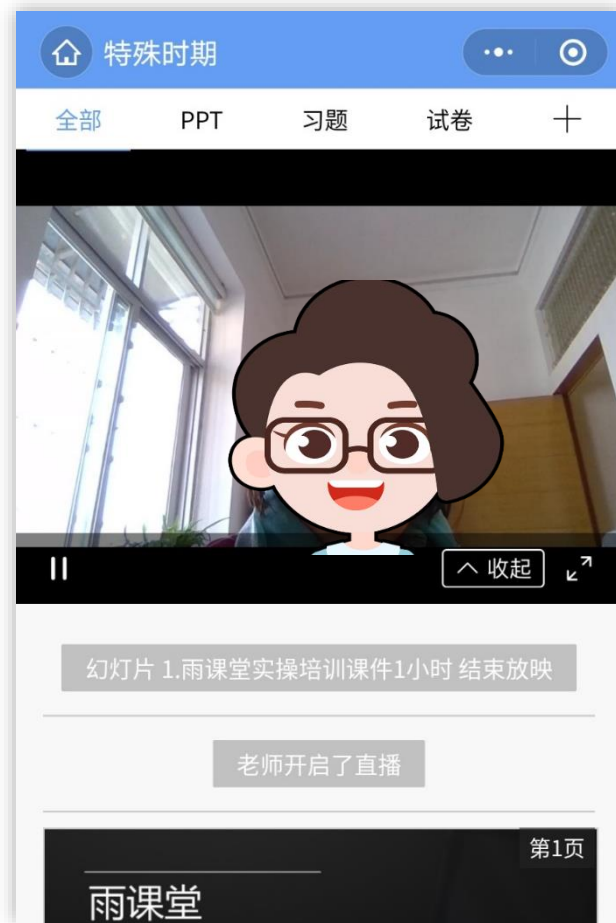 特殊时期
全部 PPT 习题 试卷
收起
幻灯片 1.雨课堂实操培训课件1小时 结束放映
老师开启了直播
第1页
雨课堂